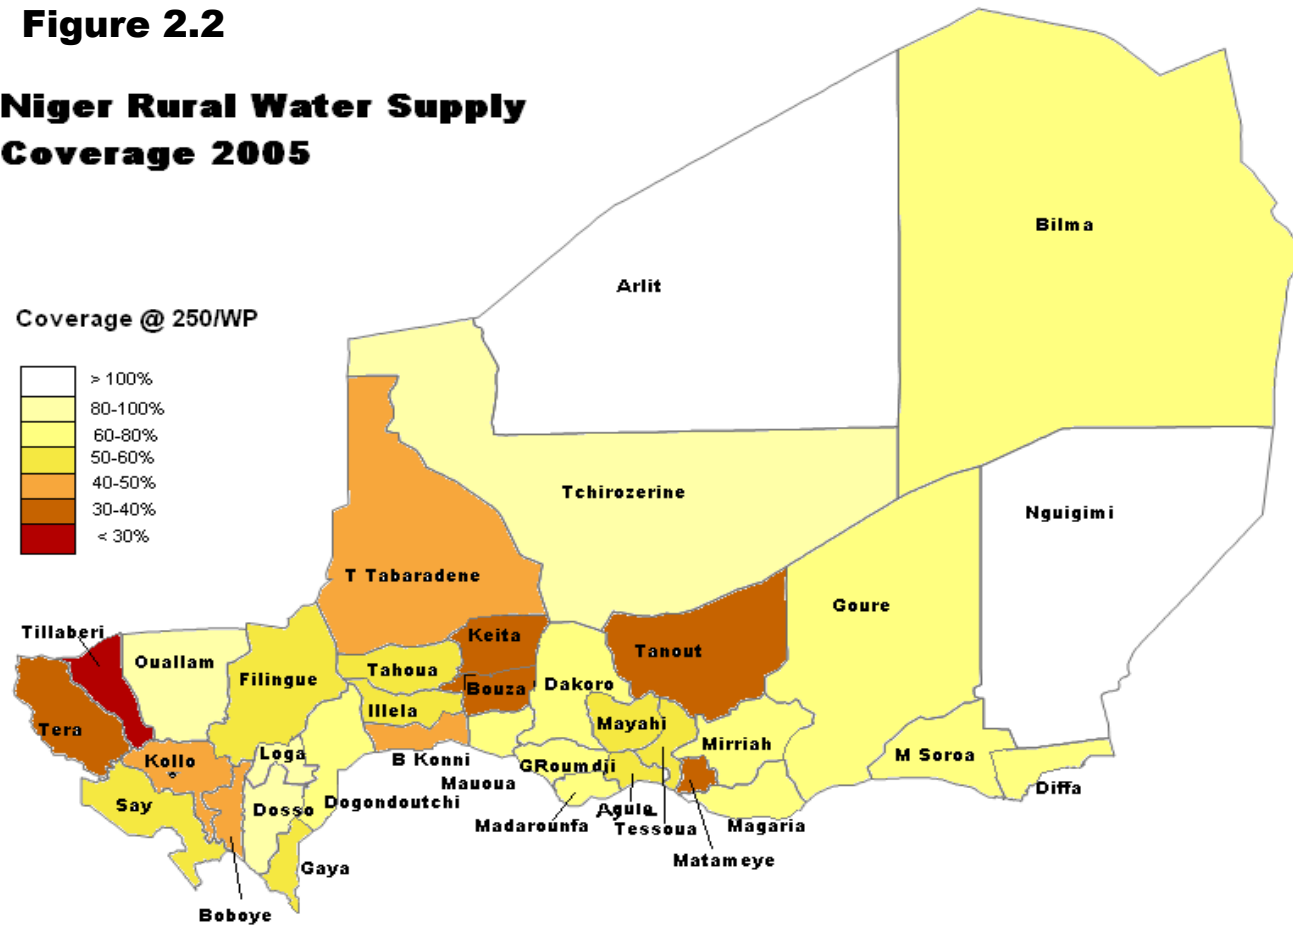 Figure 2.2
Niger Rural Water Supply
Coverage 2005
Coverage @ 250/WP
> 100%
80-100%
60-80%
50-60%
40-50%
30-40%
< 30%
Bilma
Arlit
Tchirozerine
Nguigimi
T Tabaradene
Goure
Tillaberi
Ouallam
Keita
Tanout
Filingue
Tahoua
Bouza
Dakoro
Tera
Illela
Mayahi
Mirriah
Kollo
Loga
B Konni
GRoumdji
M Soroa
Mauoua
Diffa
Say
Dosso
Dogondoutchi
Madarounfa
Agule
Tessoua
Magaria
Matameye
Gaya
Boboye